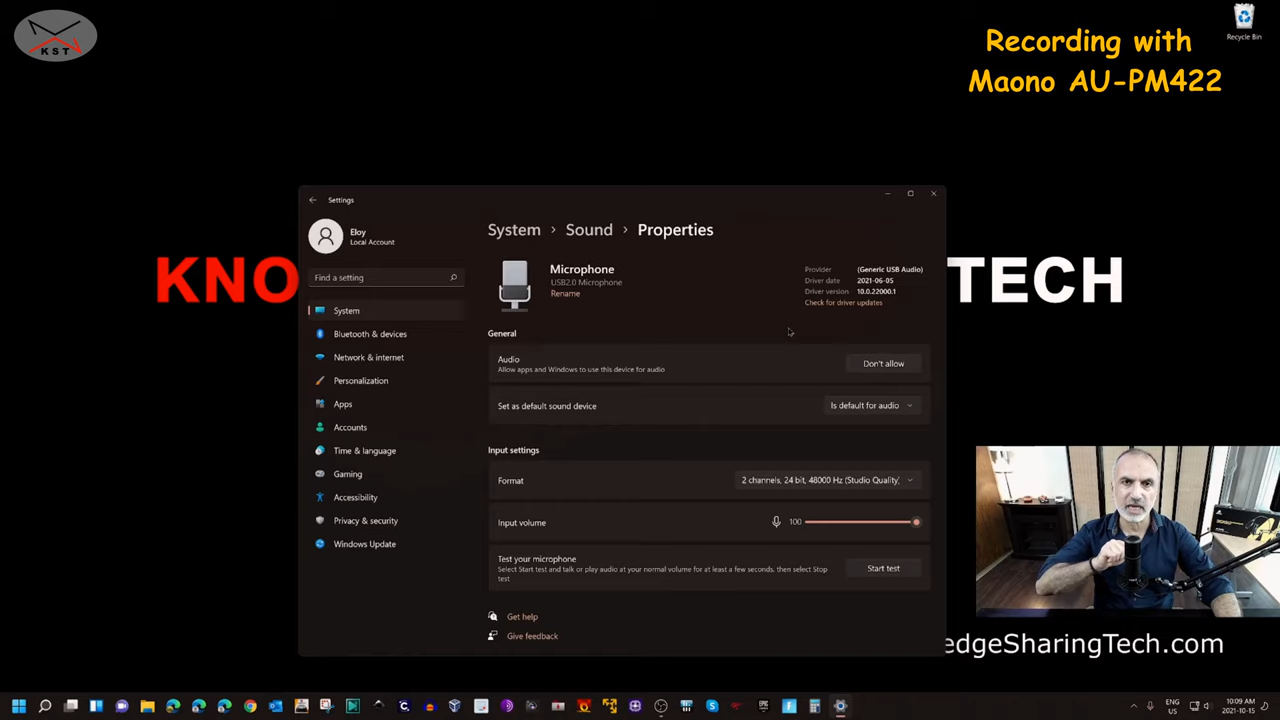 KST
Recording with
Maono AU-PM422
Recycle Bin
Settings
Eloy
Local Account
Find a setting
System
Bluetooth & devices
Network & internet
Personalization
Apps
Accounts
Time & language
Gaming
Accessibility
Privacy & security
Windows Update
System › Sound › Properties
Microphone
USB2.0 Microphone
Rename
Provider (Generic USB Audio)
Driver date 2021-06-05
Driver version 10.0.22000.1
Check for driver updates
General
Audio
Allow apps and Windows to use this device for audio
Don't allow
Set as default sound device
Is default for audio
Input settings
Format
2 channels, 24 bit, 48000 Hz (Studio Quality)
Input volume
100
Test your microphone
Select Start test and talk or play audio at your normal volume for at least a few seconds, then select Stop
test
Start test
Get help
Give feedback
KNO
TECH
edgeSharingTech.com
ENG
US
10:09 AM
2021-10-15